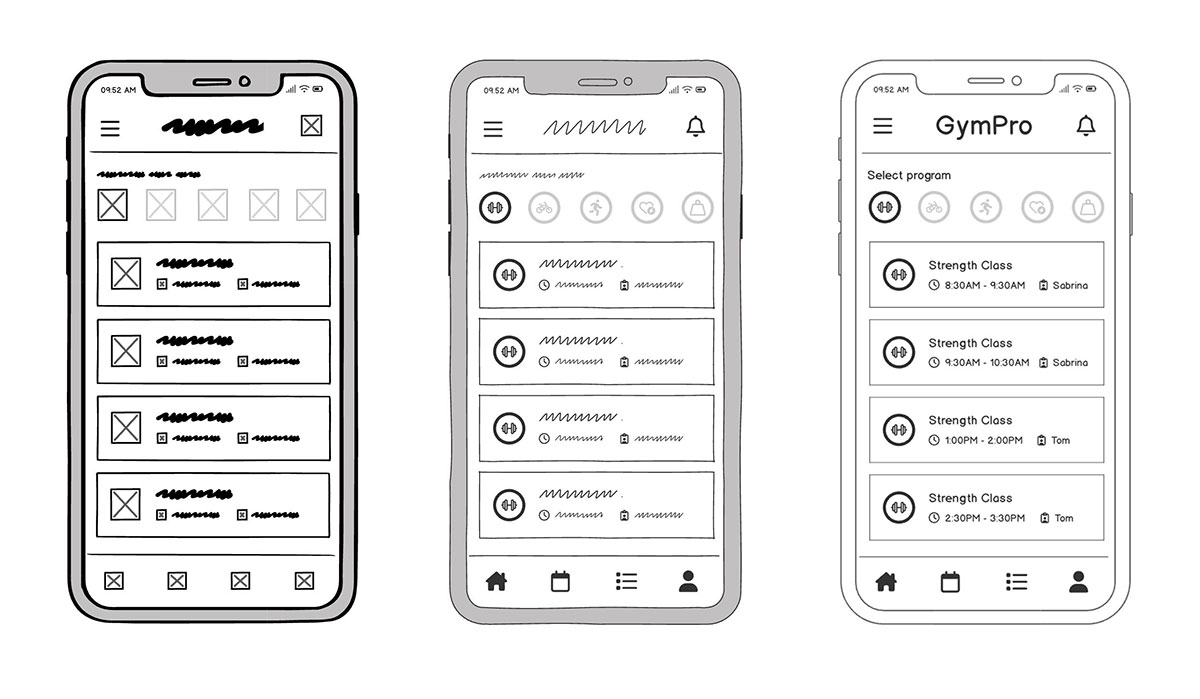 09:52 AM
09:52 AM
09:52 AM
GymPro
Select program
Strength Class
8:30AM - 9:30AM Sabrina
Strength Class
9:30AM - 10:30AM Sabrina
Strength Class
1:00PM - 2:00PM Tom
Strength Class
2:30PM - 3:30PM Tom